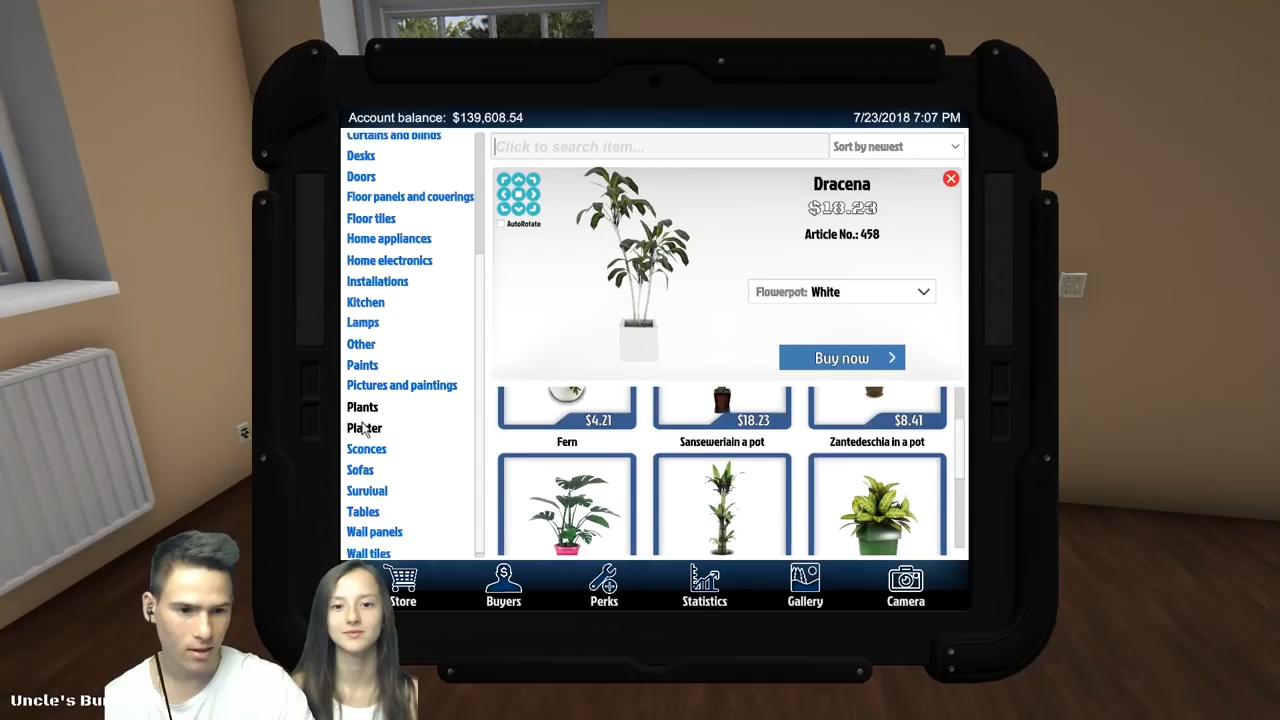 Account balance: $139,608.54
7/23/2018 7:07 PM
Curtains and blinds
Desks
Doors
Floor panels and coverings
Floor tiles
Home appliances
Home electronics
Installations
Kitchen
Lamps
Other
Paints
Pictures and paintings
Plants
Plaster
Sconces
Sofas
Survival
Tables
Wall panels
Wall tiles
Click to search item...
Sort by newest
AutoRotate
Dracena
$18.23
Article No.: 458
Flowerpot: White
Buy now
$4.21
$18.23
$8.41
Fern
Sanseweria in a pot
Zantedeschia in a pot
Store
Buyers
Perks
Statistics
Gallery
Camera
Uncle's